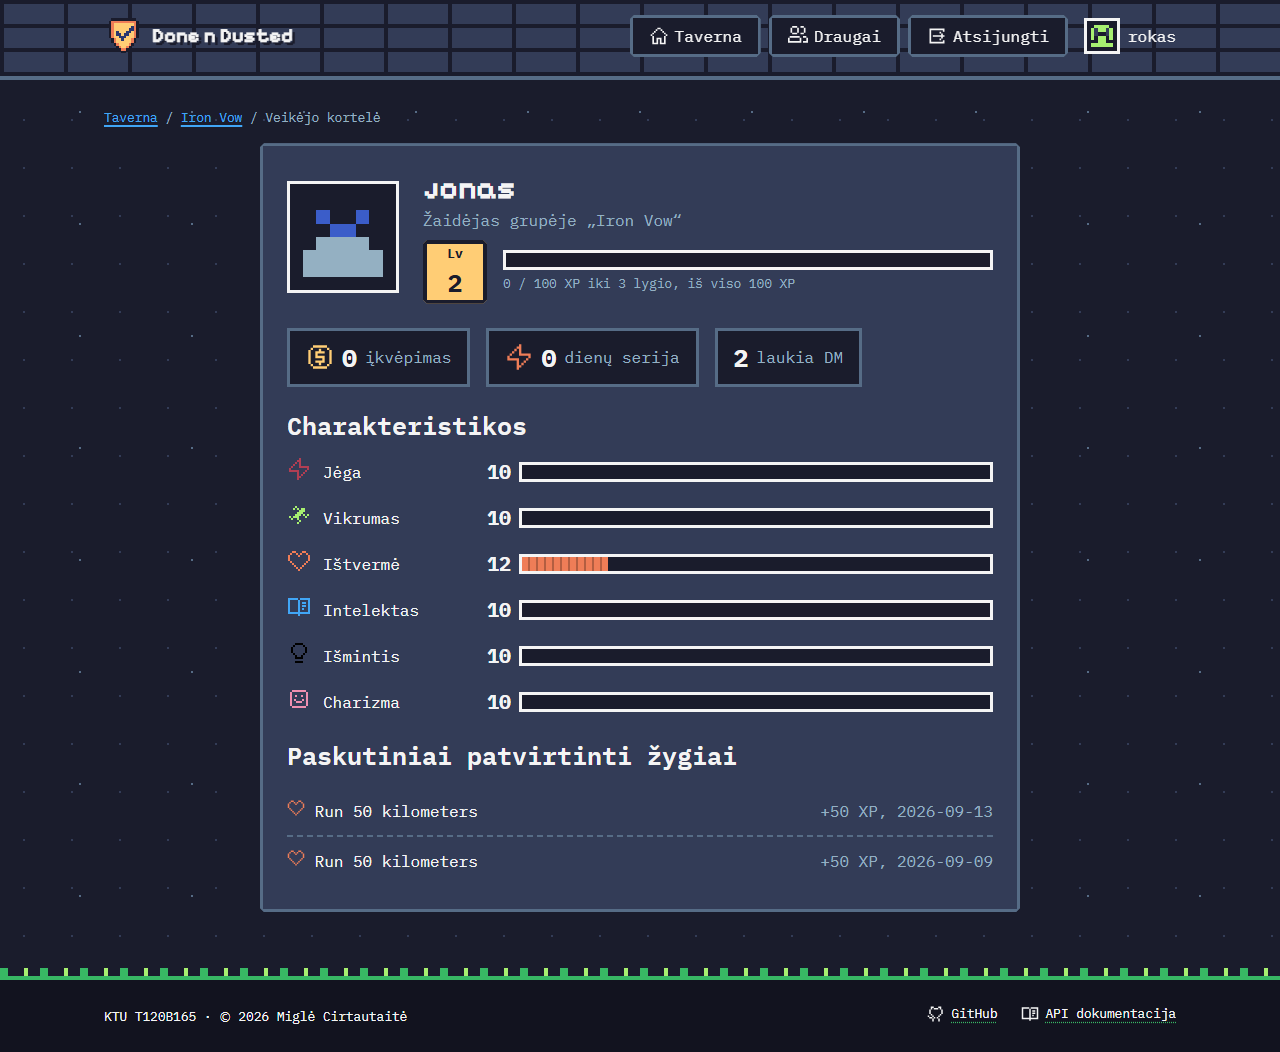 Done n Dusted
Taverna
Draugai
Atsijungti
rokas
Taverna / Iron Vow / Veikėjo kortelė
Jonas
Žaidėjas grupėje „Iron Vow“
Lv
2
0 / 100 XP iki 3 lygio, iš viso 100 XP
0 įkvėpimas
0 dienų serija
2 laukia DM
Charakteristikos
Jėga 10
Vikrumas 10
Ištvermė 12
Intelektas 10
Išmintis 10
Charizma 10
Paskutiniai patvirtinti žygiai
Run 50 kilometers +50 XP, 2026-09-13
Run 50 kilometers +50 XP, 2026-09-09
KTU T120B165 · © 2026 Miglė Cirtautaitė
GitHub
API dokumentacija